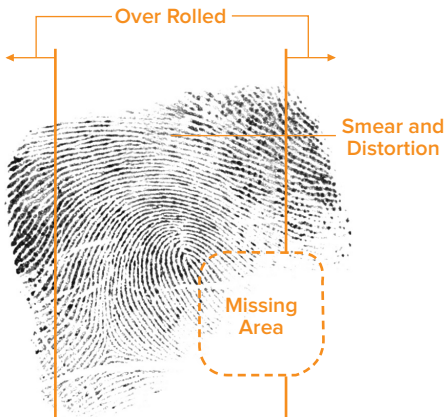 Over Rolled
Smear and
Distortion
Missing
Area